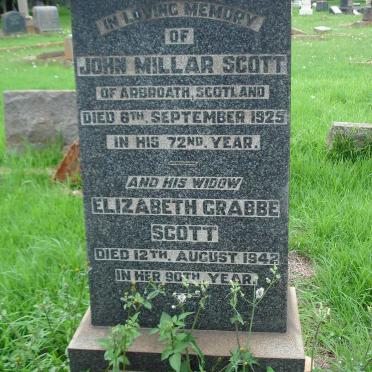 IN LOVING MEMORY
OF
JOHN MILLAR SCOTT
OF ARBROATH, SCOTLAND
DIED 6TH, SEPTEMBER 1925
IN HIS 72ND, YEAR.
AND HIS WIDOW
ELIZABETH CRABBE
SCOTT
DIED 12TH, AUGUST 1942
IN HER 90TH, YEAR.